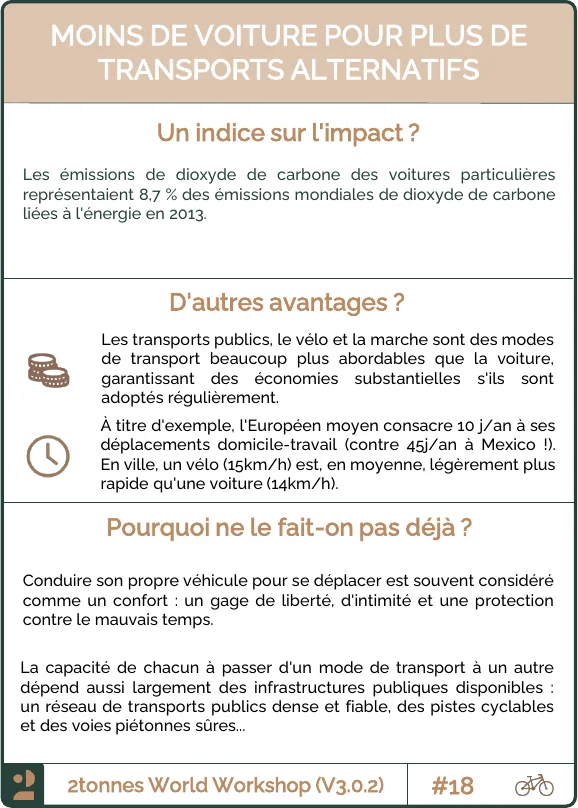 MOINS DE VOITURE POUR PLUS DE
TRANSPORTS ALTERNATIFS
Un indice sur l'impact ?
Les émissions de dioxyde de carbone des voitures particulières
représentaient 8,7 % des émissions mondiales de dioxyde de carbone
liées à l'énergie en 2013.
D'autres avantages ?
Les transports publics, le vélo et la marche sont des modes
de transport beaucoup plus abordables que la voiture,
garantissant des économies substantielles s'ils sont
adoptés régulièrement.
À titre d'exemple, l'Européen moyen consacre 10 j/an à ses
déplacements domicile-travail (contre 45j/an à Mexico !).
En ville, un vélo (15km/h) est, en moyenne, légèrement plus
rapide qu'une voiture (14km/h).
Pourquoi ne le fait-on pas déjà ?
Conduire son propre véhicule pour se déplacer est souvent considéré
comme un confort : un gage de liberté, d'intimité et une protection
contre le mauvais temps.
La capacité de chacun à passer d'un mode de transport à un autre
dépend aussi largement des infrastructures publiques disponibles :
un réseau de transports publics dense et fiable, des pistes cyclables
et des voies piétonnes sûres...
2tonnes World Workshop (V3.0.2)
#18